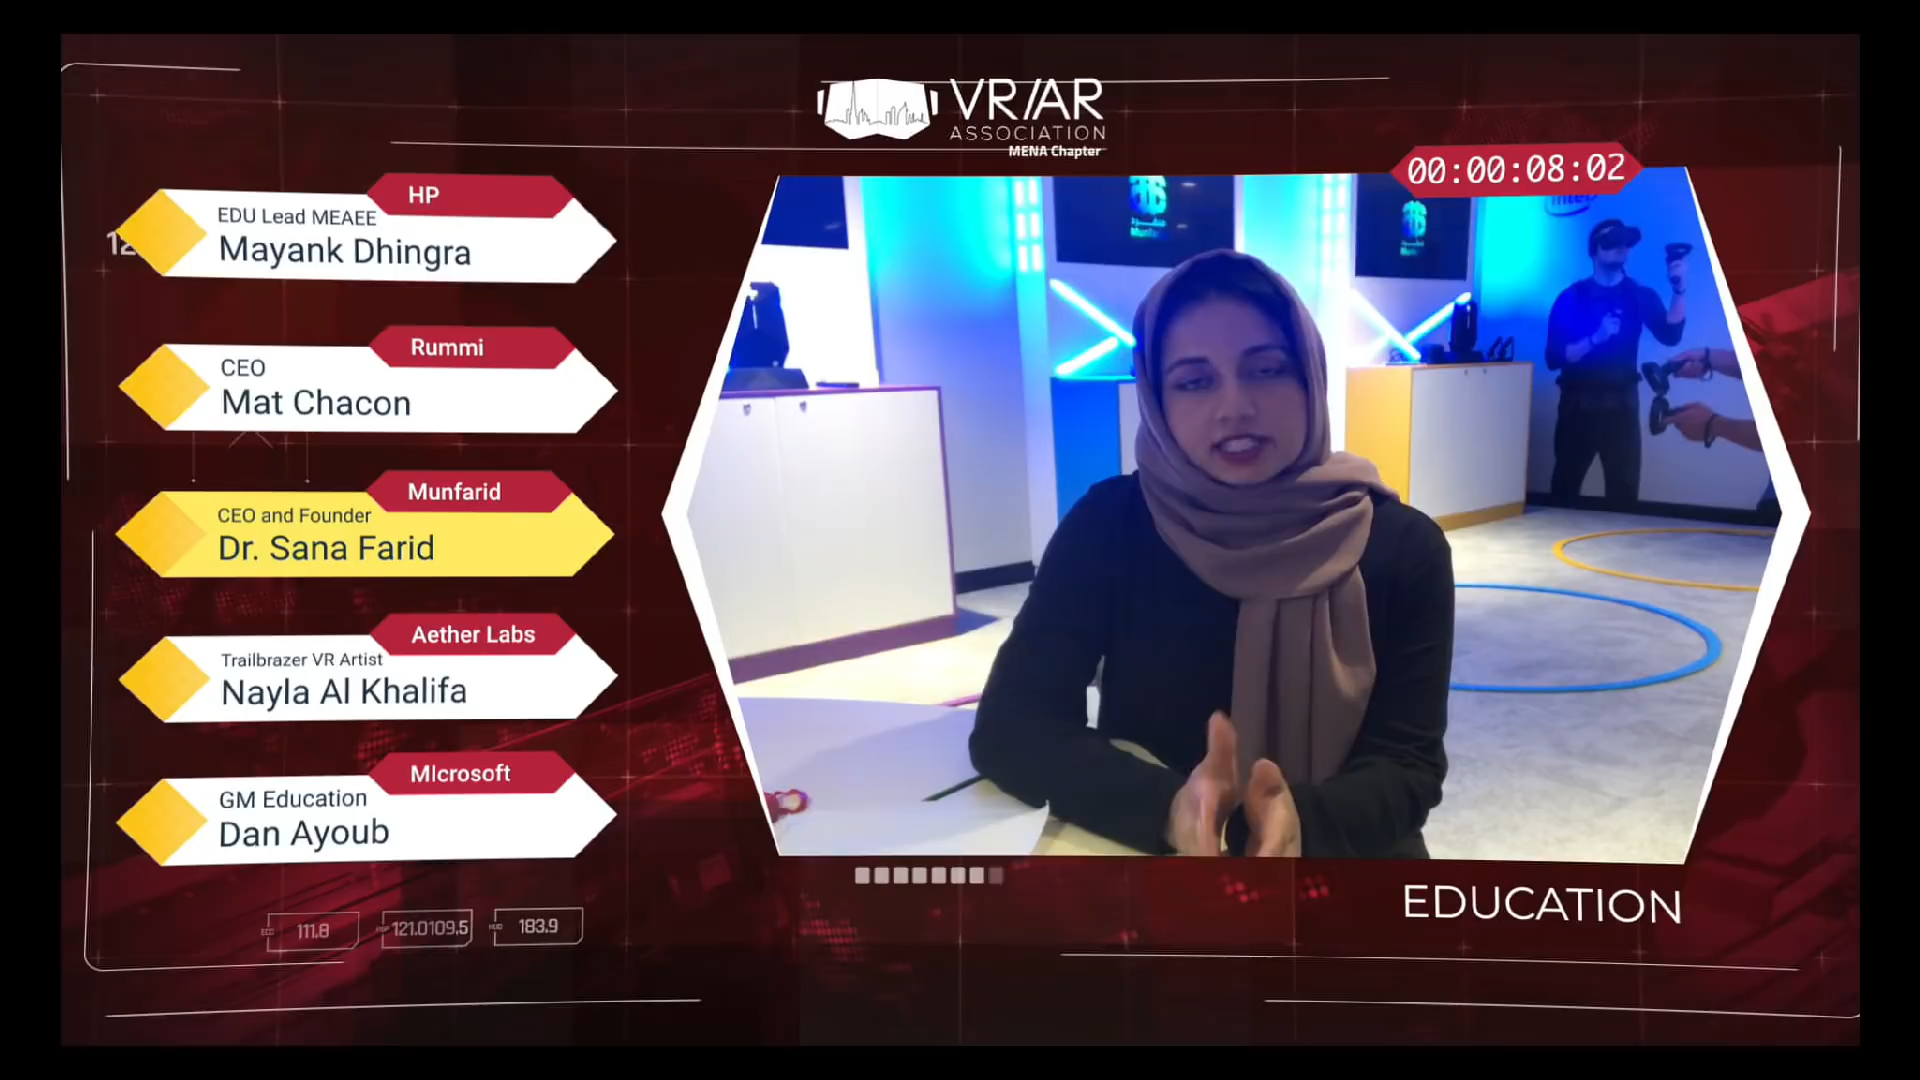 VR/AR
ASSOCIATION
MENA Chapter
00:00:08:02
HP
EDU Lead MEAEE
Mayank Dhingra
Rummi
CEO
Mat Chacon
Munfarid
CEO and Founder
Dr. Sana Farid
Aether Labs
Trailbrazer VR Artist
Nayla Al Khalifa
MIcrosoft
GM Education
Dan Ayoub
intel
EDUCATION
111.8
121.0109.5
183.9